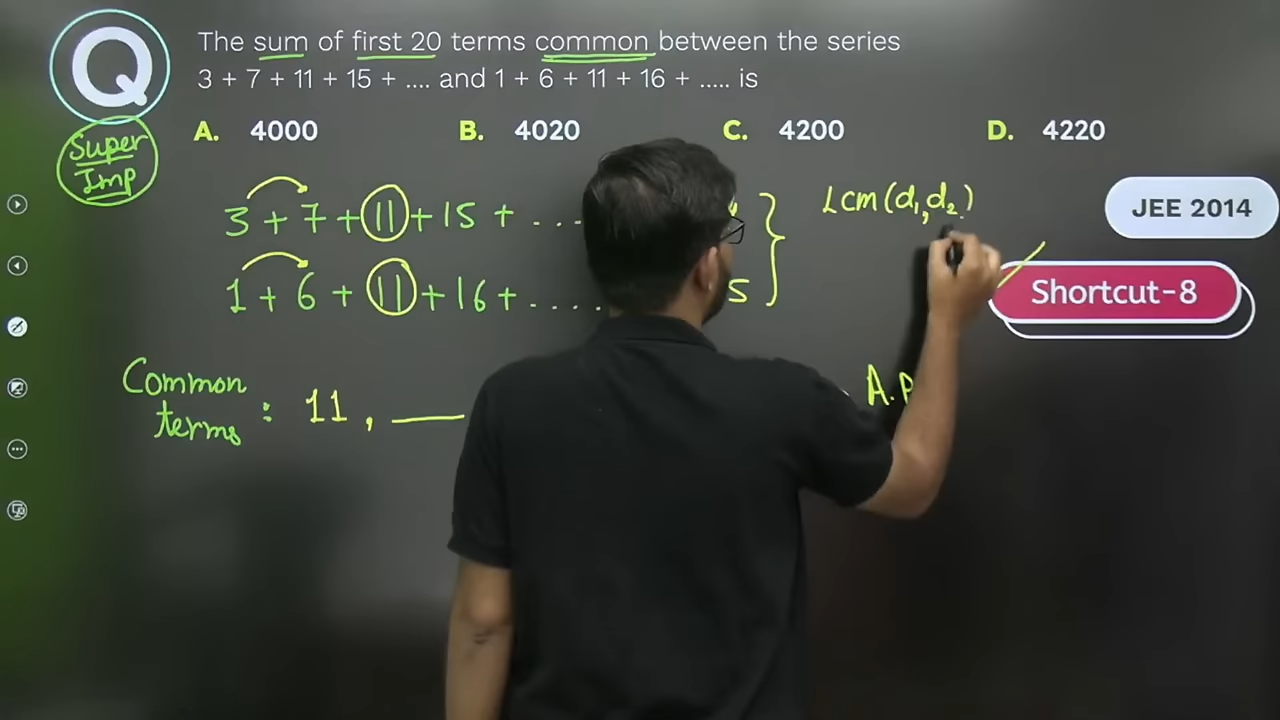 Q
The sum of first 20 terms common between the series
3 + 7 + 11 + 15 + .... and 1 + 6 + 11 + 16 + ..... is
A. 4000 B. 4020 C. 4200 D. 4220
Super
Imp
3 + 7 + 11 + 15 + ...
LCM (d1, d2)
JEE 2014
1 + 6 + 11 + 16 + ....
5
Shortcut-8
Common
terms : 11,
A.P